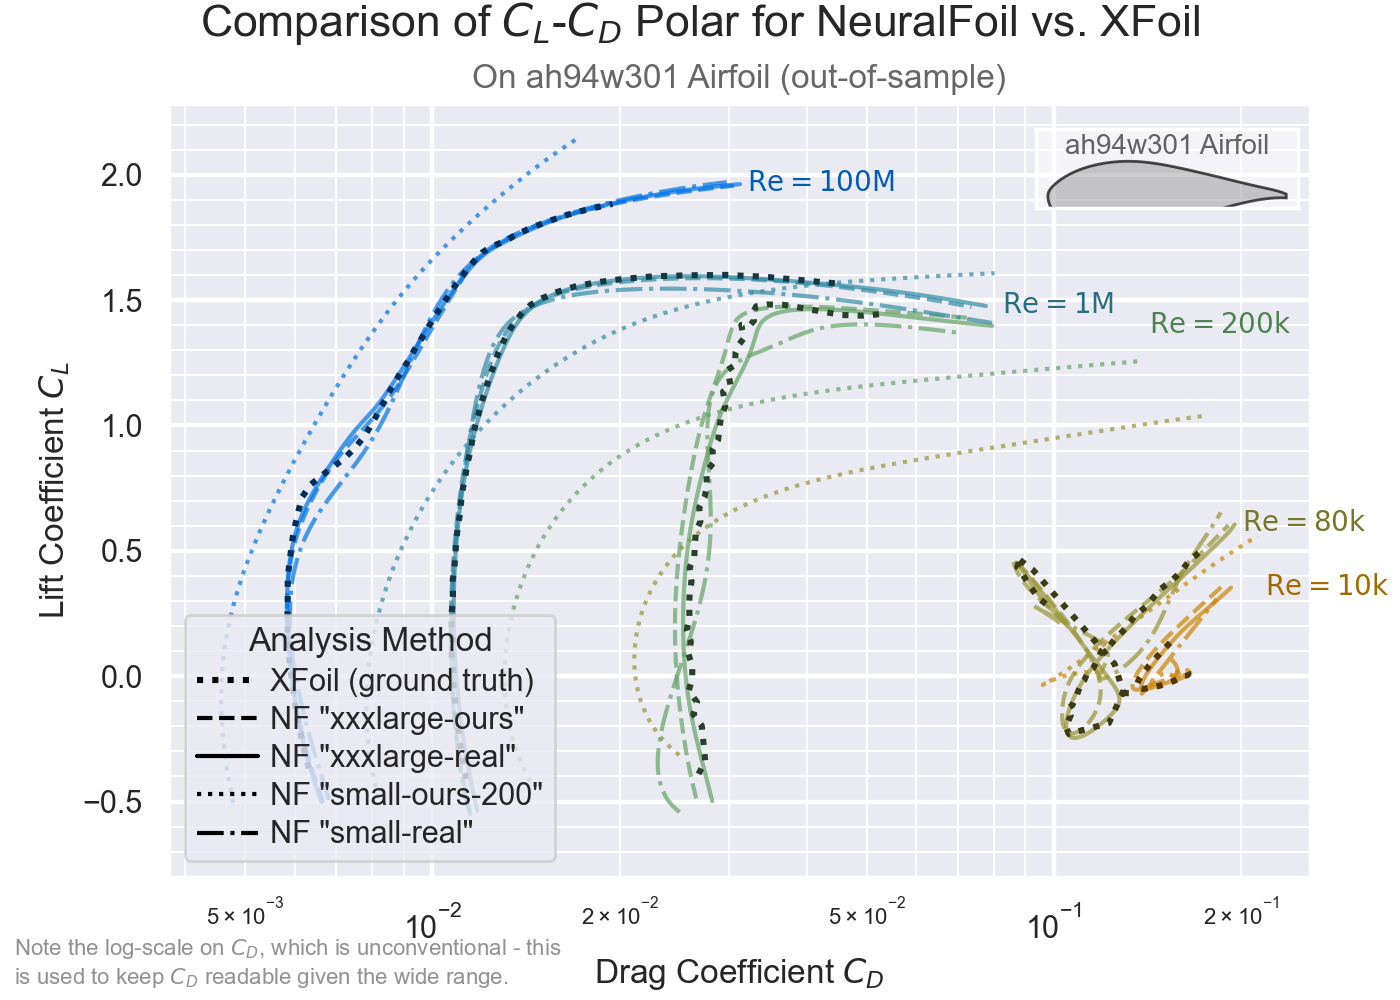 Comparison of C_L-C_D Polar for NeuralFoil vs. XFoil
On ah94w301 Airfoil (out-of-sample)
ah94w301 Airfoil
Re = 100M
Re = 1M
Re = 200k
Re = 80k
Re = 10k
Lift Coefficient C_L
2.0
1.5
1.0
0.5
0.0
−0.5
Analysis Method
XFoil (ground truth)
NF "xxxlarge-ours"
NF "xxxlarge-real"
NF "small-ours-200"
NF "small-real"
5 × 10⁻³
10⁻²
2 × 10⁻²
5 × 10⁻²
10⁻¹
2 × 10⁻¹
Drag Coefficient C_D
Note the log-scale on C_D, which is unconventional - this
is used to keep C_D readable given the wide range.